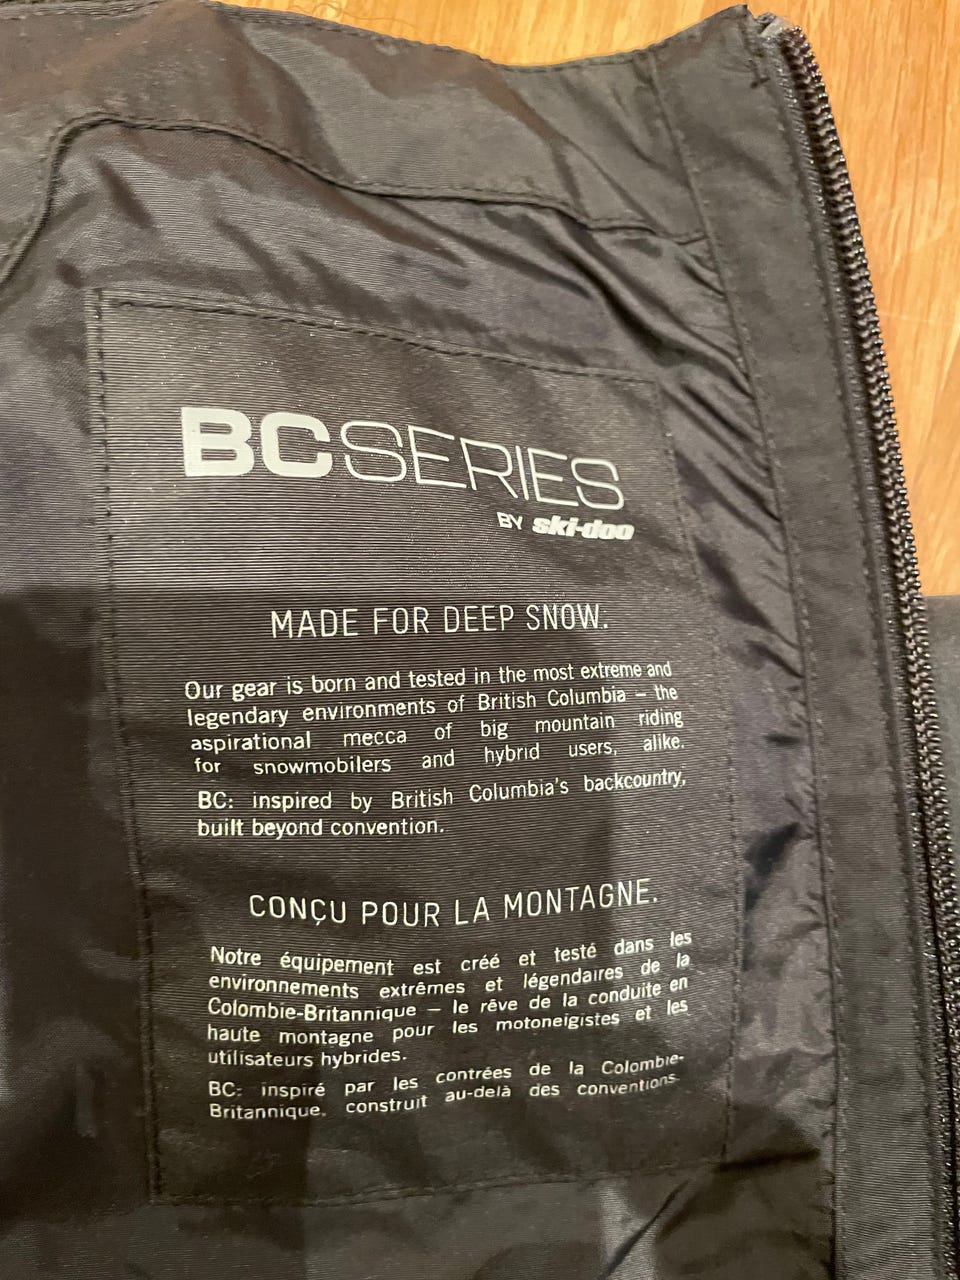 BCSERIES
BY ski-doo
MADE FOR DEEP SNOW.
Our gear is born and tested in the most extreme and
legendary environments of British Columbia – the
aspirational mecca of big mountain riding
for snowmobilers and hybrid users, alike.
BC: inspired by British Columbia's backcountry,
built beyond convention.
CONÇU POUR LA MONTAGNE.
Notre équipement est créé et testé dans les
environnements extrêmes et légendaires de la
Colombie-Britannique – le rêve de la conduite en
haute montagne pour les motoneigistes et les
utilisateurs hybrides.
BC: inspiré par les contrées de la Colombie-
Britannique, construit au-delà des conventions.